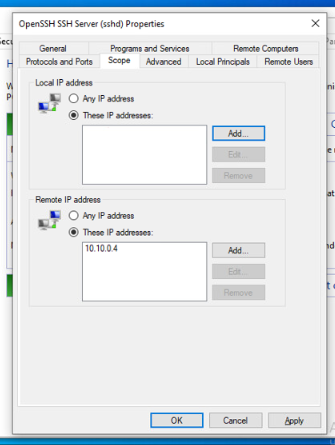 OpenSSH SSH Server (sshd) Properties
General
Programs and Services
Remote Computers
Protocols and Ports
Scope
Advanced
Local Principals
Remote Users
Local IP address
Any IP address
These IP addresses:
Add...
Edit...
Remove
Remote IP address
Any IP address
These IP addresses:
10.10.0.4
Add...
Edit...
Remove
OK
Cancel
Apply